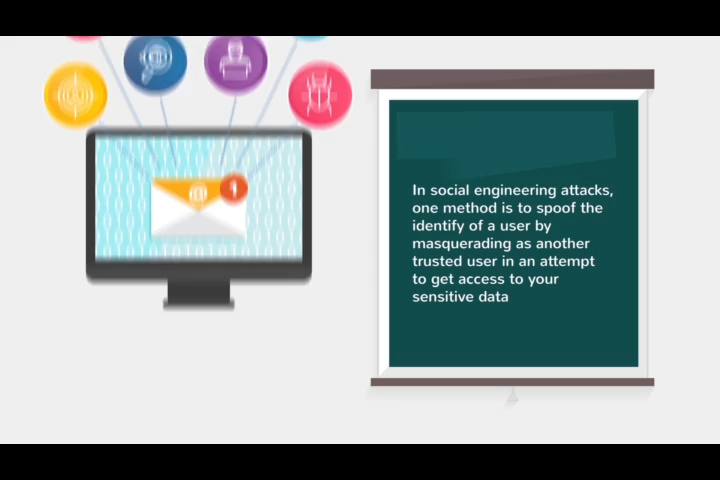 In social engineering attacks,
one method is to spoof the
identify of a user by
masquerading as another
trusted user in an attempt
to get access to your
sensitive data